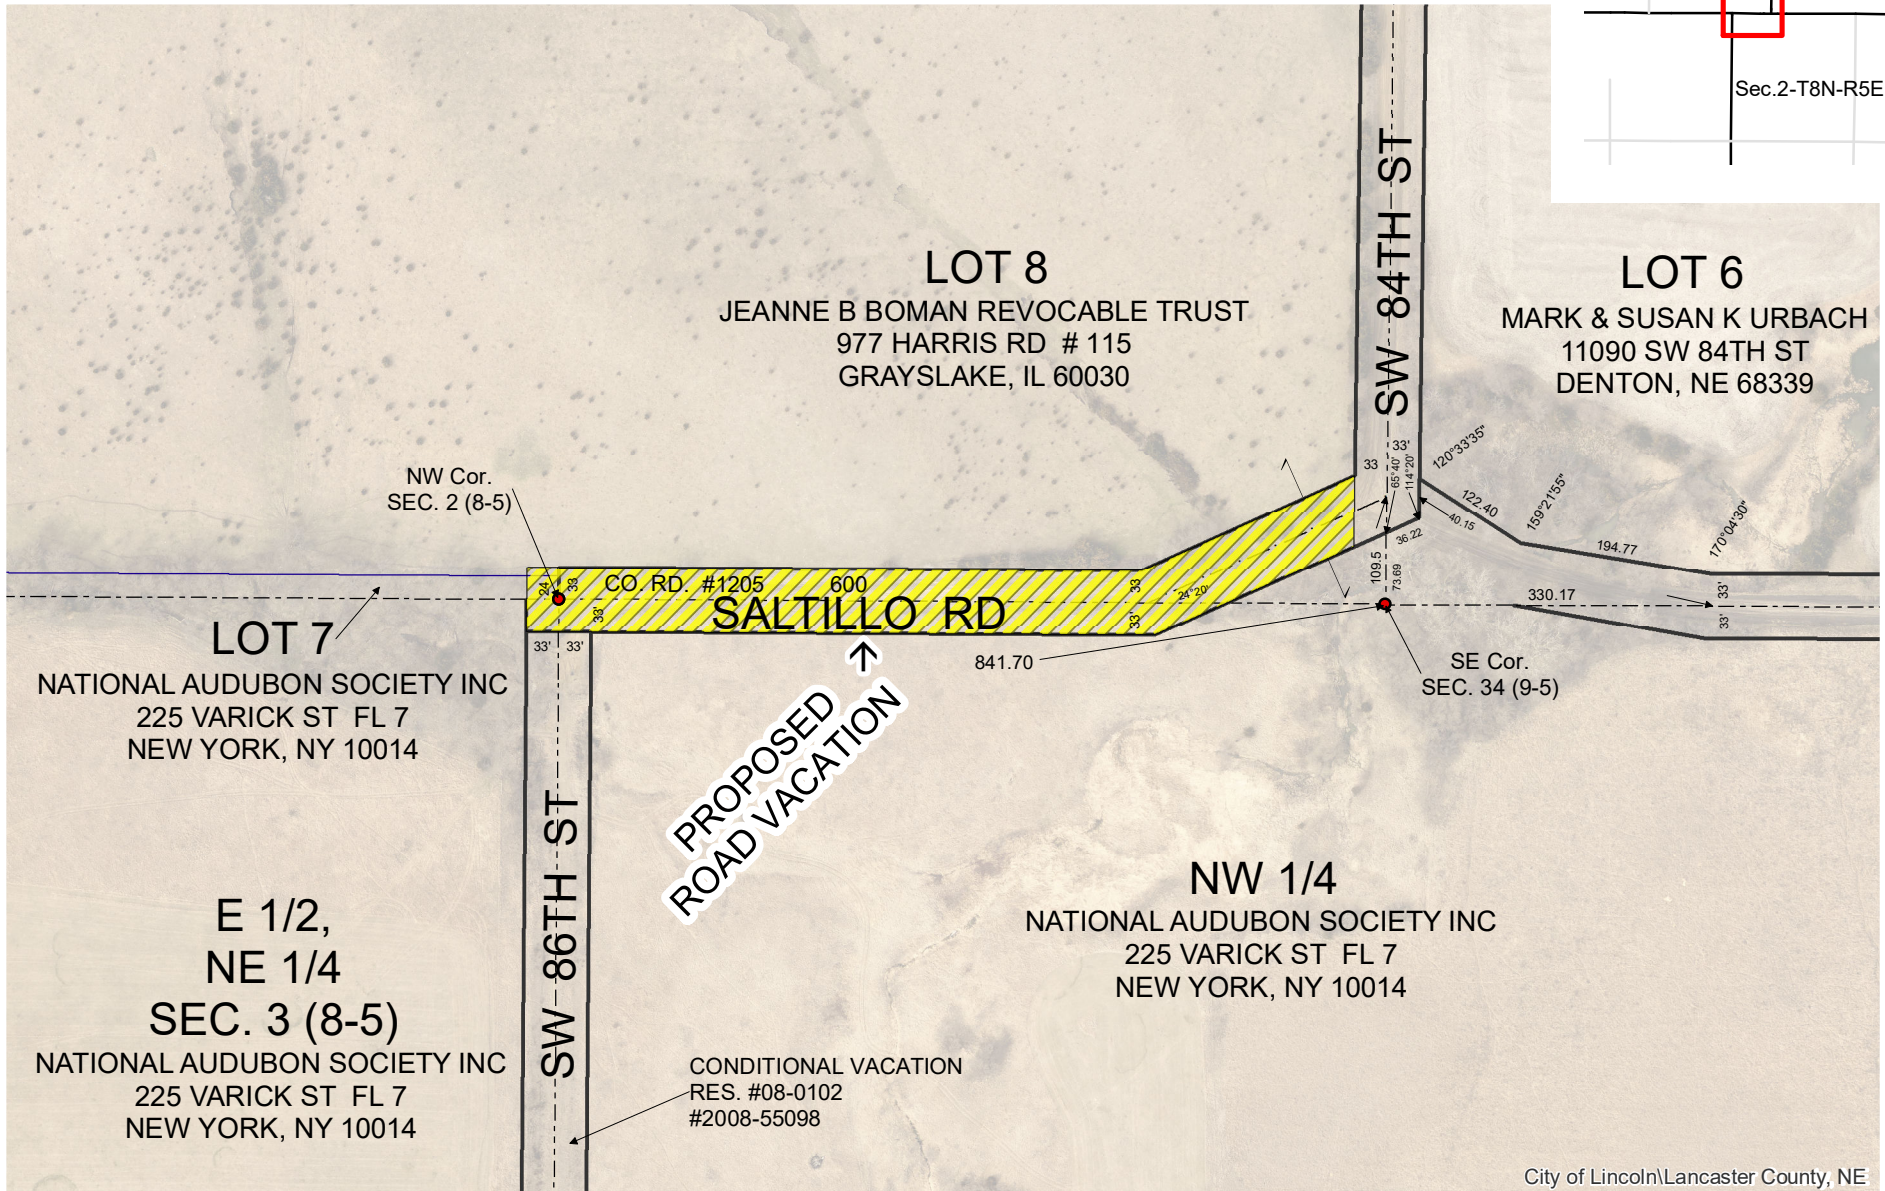 Sec.2-T8N-R5E
SW 84TH ST
LOT 8
JEANNE B BOMAN REVOCABLE TRUST
977 HARRIS RD # 115
GRAYSLAKE, IL 60030
LOT 6
MARK & SUSAN K URBACH
11090 SW 84TH ST
DENTON, NE 68339
NW Cor.
SEC. 2 (8-5)
33'
33
65°40'
114°20'
120°33'35"
122.40
40.15
36.22
159°21'55"
194.77
170°04'30"
109.5
73.69
330.17
33'
33'
24
33
33'
CO. RD. #1205
600
SALTILLO RD
33
33'
24°20'
841.70
SE Cor.
SEC. 34 (9-5)
33'
33'
LOT 7
NATIONAL AUDUBON SOCIETY INC
225 VARICK ST FL 7
NEW YORK, NY 10014
PROPOSED
ROAD VACATION
SW 86TH ST
E 1/2,
NE 1/4
SEC. 3 (8-5)
NATIONAL AUDUBON SOCIETY INC
225 VARICK ST FL 7
NEW YORK, NY 10014
NW 1/4
NATIONAL AUDUBON SOCIETY INC
225 VARICK ST FL 7
NEW YORK, NY 10014
CONDITIONAL VACATION
RES. #08-0102
#2008-55098
City of Lincoln\Lancaster County, NE